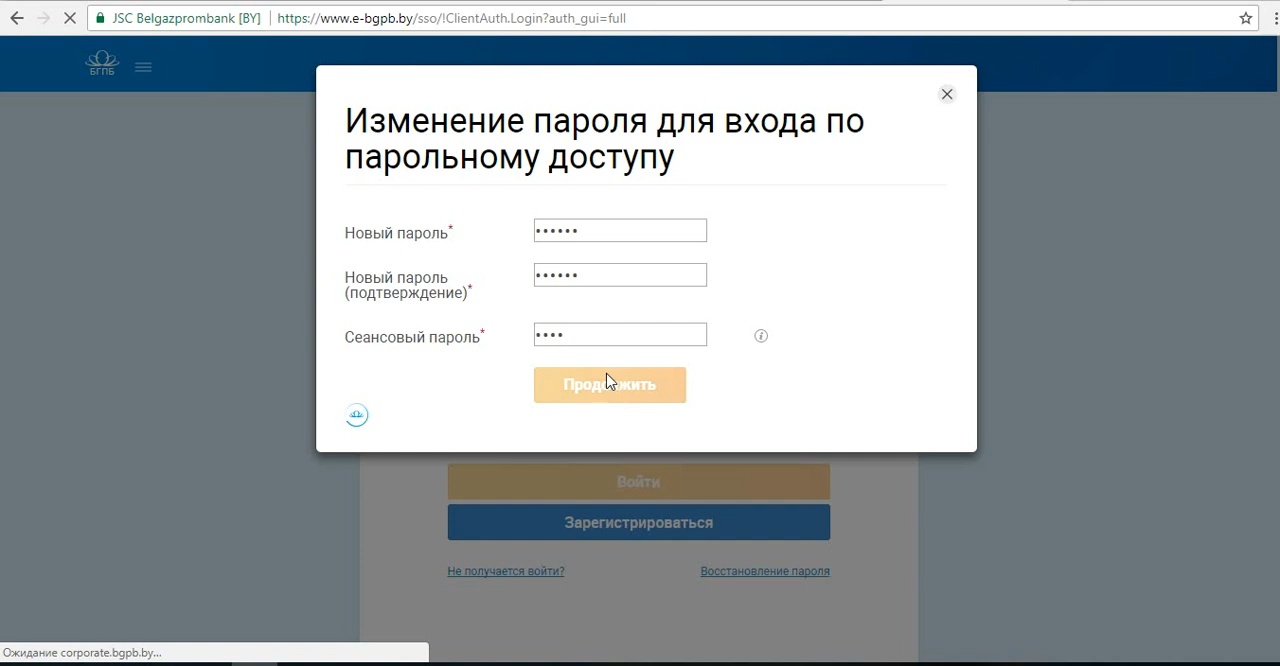 JSC Belgazprombank [BY]
https://www.e-bgpb.by/sso/!ClientAuth.Login?auth_gui=full
БГПБ
Изменение пароля для входа по
парольному доступу
Новый пароль*
••••••
Новый пароль
(подтверждение)*
••••••
Сеансовый пароль*
••••
Продолжить
Войти
Зарегистрироваться
Не получается войти?
Восстановление пароля
Ожидание corporate.bgpb.by...